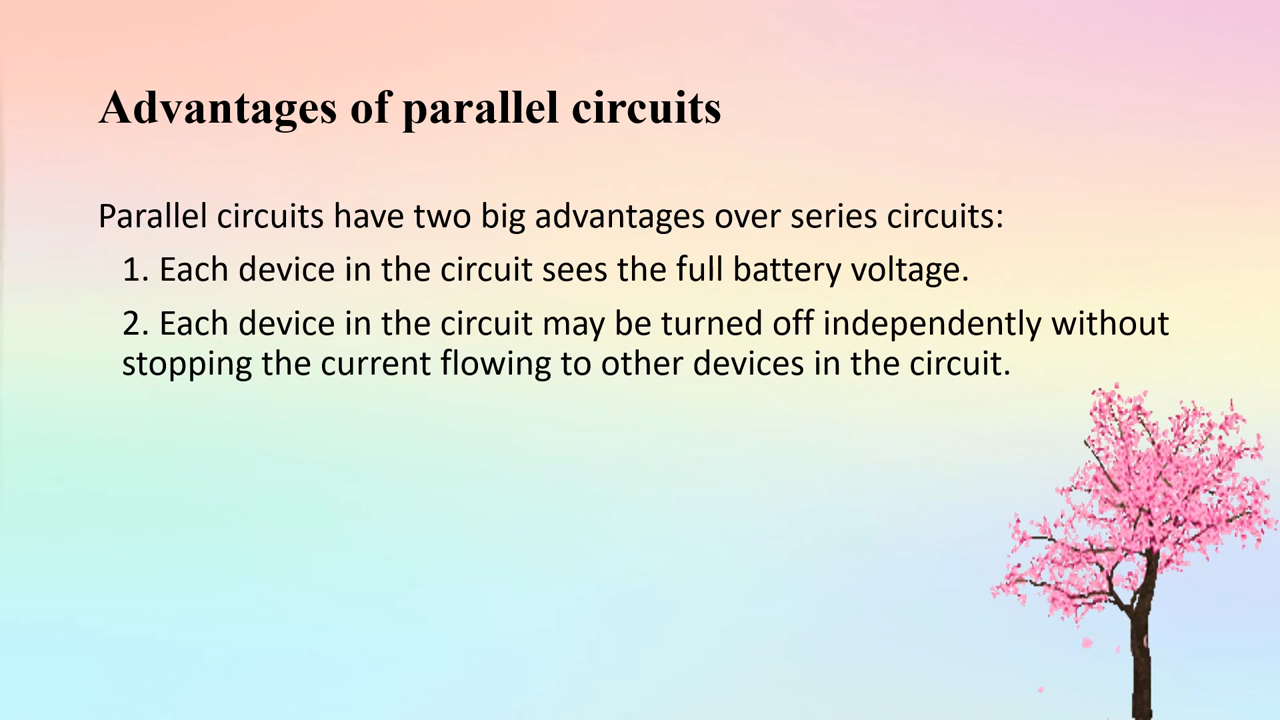 Advantages of parallel circuits
Parallel circuits have two big advantages over series circuits:
1. Each device in the circuit sees the full battery voltage.
2. Each device in the circuit may be turned off independently without
stopping the current flowing to other devices in the circuit.